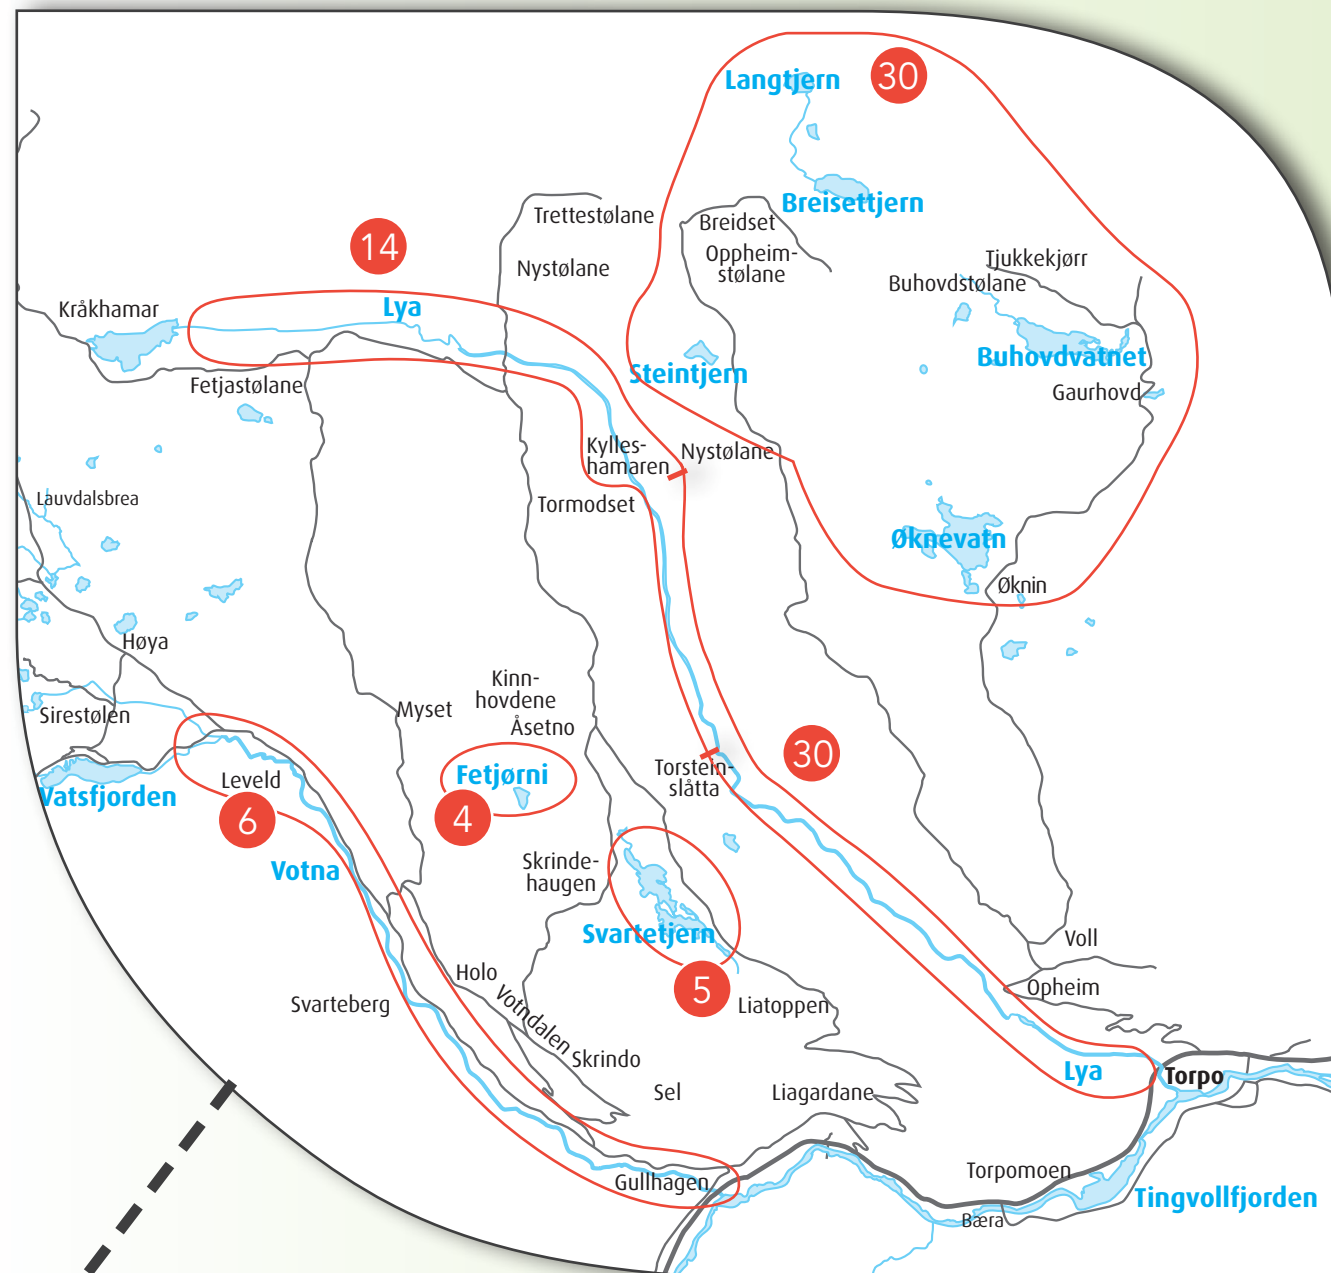 Langtjern
30
Breisettjern
Trettestølane
Breidset
14
Oppheim-
stølane
Nystølane
Tjukkekjørr
Buhovdstølane
Kråkhamar
Lya
Buhovdvatnet
Steintjern
Fetjastølane
Gaurhovd
Kylles-
hamaren
Nystølane
Lauvdalsbrea
Tormodset
Øknevatn
Øknin
Høya
Kinn-
hovdene
Myset
Sirestølen
Åsetno
30
Torstein-
slåtta
Fetjørni
Leveld
Vatsfjorden
6
4
Votna
Skrinde-
haugen
Svartetjern
Voll
Holo
5
Opheim
Svarteberg
Votndalen
Liatoppen
Skrindo
Lya
Torpo
Sel
Liagardane
Torpomoen
Gullhagen
Tingvollfjorden
Bæra